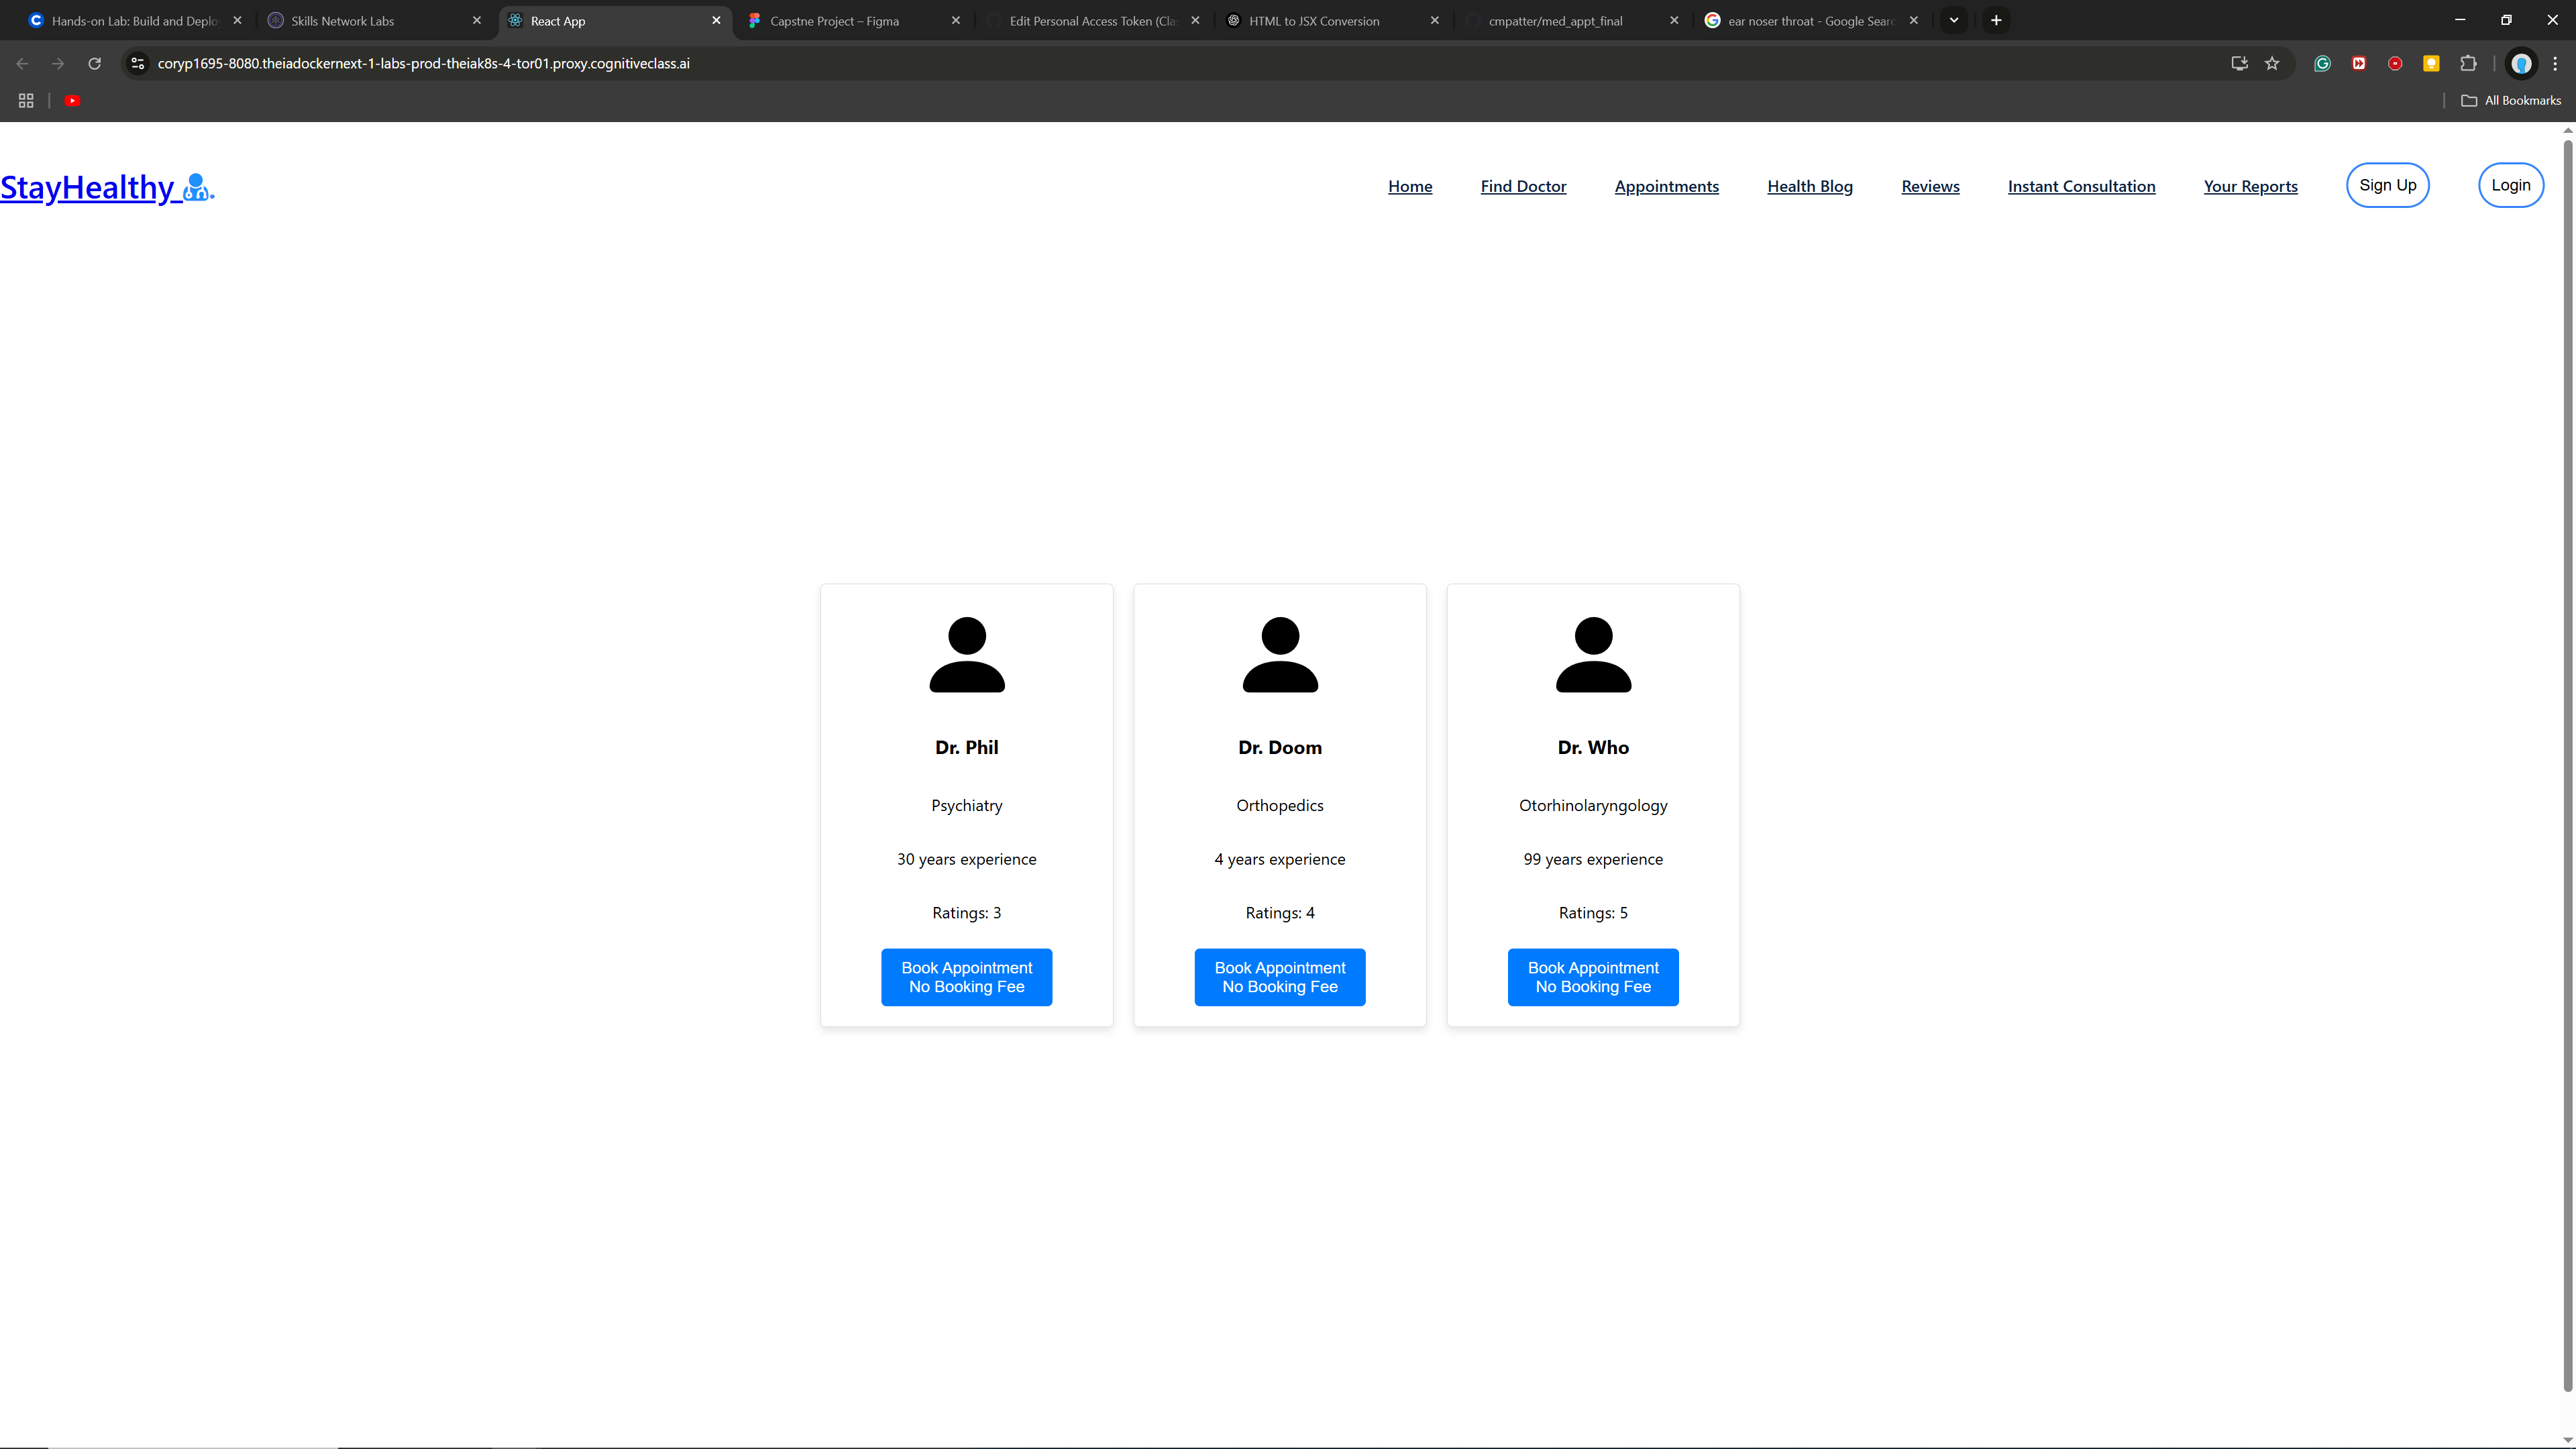 Hands-on Lab: Build and Deplo
Skills Network Labs
React App
Capstne Project – Figma
Edit Personal Access Token (Cla
HTML to JSX Conversion
cmpatter/med_appt_final
ear noser throat - Google Searc
coryp1695-8080.theiadockernext-1-labs-prod-theiak8s-4-tor01.proxy.cognitiveclass.ai
All Bookmarks
StayHealthy .
Home
Find Doctor
Appointments
Health Blog
Reviews
Instant Consultation
Your Reports
Sign Up
Login
Dr. Phil
Psychiatry
30 years experience
Ratings: 3
Book Appointment
No Booking Fee
Dr. Doom
Orthopedics
4 years experience
Ratings: 4
Book Appointment
No Booking Fee
Dr. Who
Otorhinolaryngology
99 years experience
Ratings: 5
Book Appointment
No Booking Fee